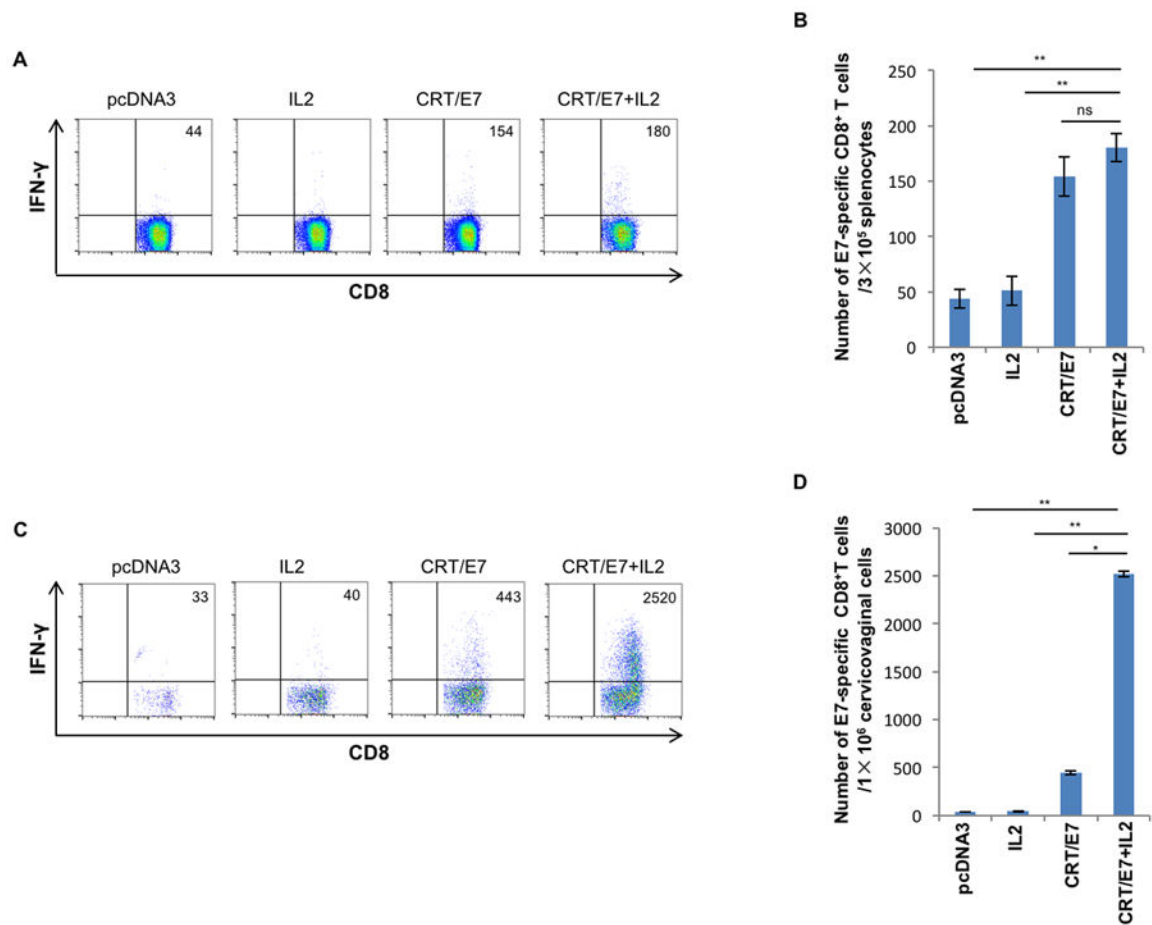 A
pcDNA3 IL2 CRT/E7 CRT/E7+IL2
44 154 180
IFN-γ
CD8
B
Number of E7-specific CD8⁺ T cells
/3×10⁵ splenocytes
250
200
150
100
50
0
**
**
ns
pcDNA3
IL2
CRT/E7
CRT/E7+IL2
C
pcDNA3 IL2 CRT/E7 CRT/E7+IL2
33 40 443 2520
IFN-γ
CD8
D
Number of E7-specific CD8⁺T cells
/1×10⁶ cervicovaginal cells
3000
2500
2000
1500
1000
500
0
**
**
*
pcDNA3
IL2
CRT/E7
CRT/E7+IL2